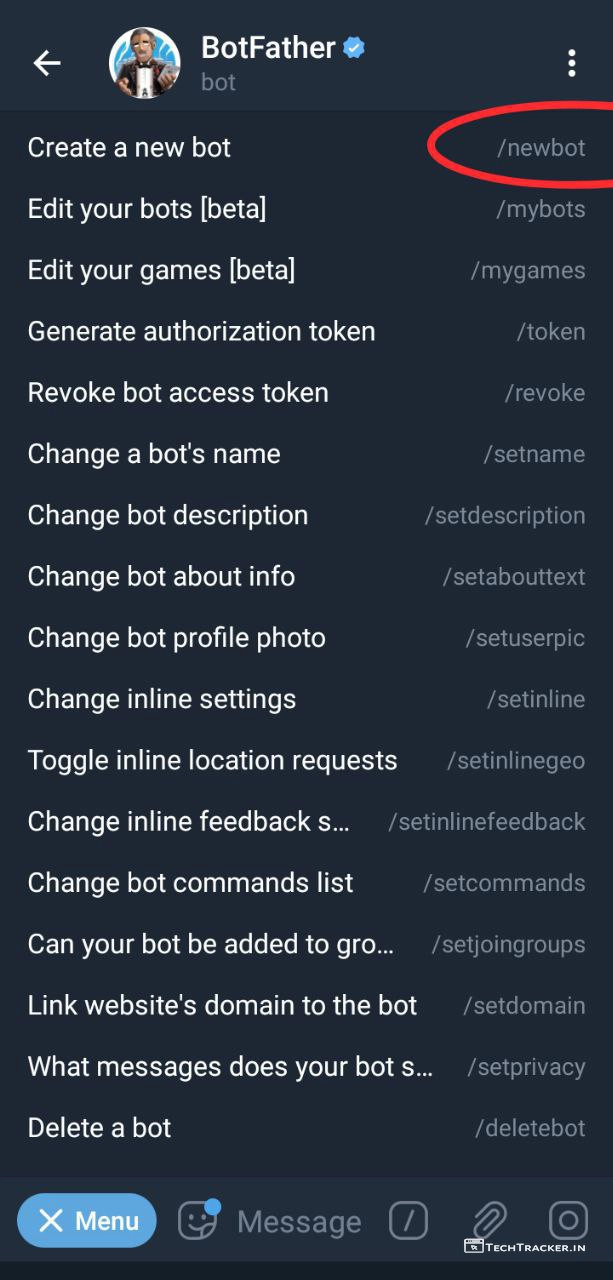 BotFather
bot
Create a new bot /newbot
Edit your bots [beta] /mybots
Edit your games [beta] /mygames
Generate authorization token /token
Revoke bot access token /revoke
Change a bot's name /setname
Change bot description /setdescription
Change bot about info /setabouttext
Change bot profile photo /setuserpic
Change inline settings /setinline
Toggle inline location requests /setinlinegeo
Change inline feedback s... /setinlinefeedback
Change bot commands list /setcommands
Can your bot be added to gro... /setjoingroups
Link website's domain to the bot /setdomain
What messages does your bot s... /setprivacy
Delete a bot /deletebot
Menu Message /
TechTracker.in